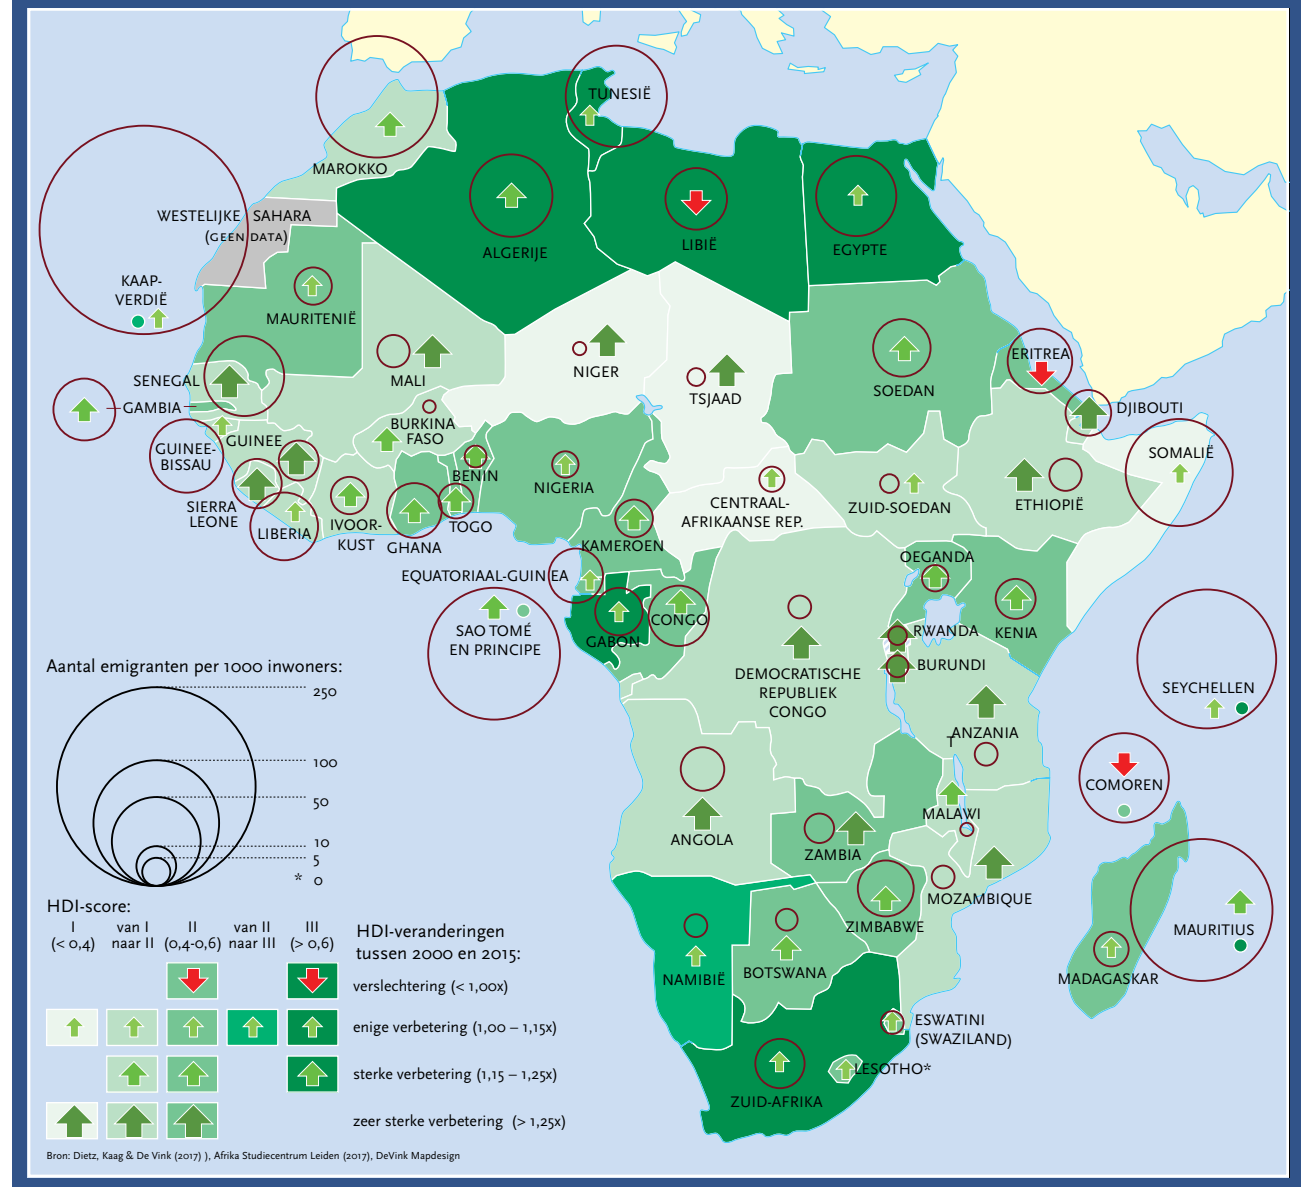 TUNESIË
MAROKKO
WESTELIJKE SAHARA
(GEEN DATA)
ALGERIJE
LIBIË
EGYPTE
KAAP-
VERDIË
MAURITENIË
SENEGAL
MALI
NIGER
TSJAAD
SOEDAN
ERITREA
GAMBIA
DJIBOUTI
BURKINA
FASO
GUINEE
GUINEE-
BISSAU
BENIN
NIGERIA
SOMALIË
SIERRA
LEONE
LIBERIA
IVOOR-
KUST
GHANA
TOGO
CENTRAAL-
AFRIKAANSE REP.
ZUID-SOEDAN
ETHIOPIË
KAMEROEN
EQUATORIAAL-GUINEA
OEGANDA
SAO TOMÉ
EN PRINCIPE
GABON
CONGO
RWANDA
KENIA
BURUNDI
DEMOCRATISCHE
REPUBLIEK
CONGO
SEYCHELLEN
TANZANIA
COMOREN
MALAWI
ANGOLA
ZAMBIA
MOZAMBIQUE
ZIMBABWE
MAURITIUS
NAMIBIË
BOTSWANA
MADAGASKAR
ESWATINI
(SWAZILAND)
LESOTHO*
ZUID-AFRIKA
Aantal emigranten per 1000 inwoners:
250
100
50
10
5
* 0
HDI-score:
I van I II van II III
(< 0,4) naar II (0,4-0,6) naar III (> 0,6)
HDI-veranderingen
tussen 2000 en 2015:
verslechtering (< 1,00x)
enige verbetering (1,00 – 1,15x)
sterke verbetering (1,15 – 1,25x)
zeer sterke verbetering (> 1,25x)
Bron: Dietz, Kaag & De Vink (2017) ), Afrika Studiecentrum Leiden (2017), DeVink Mapdesign